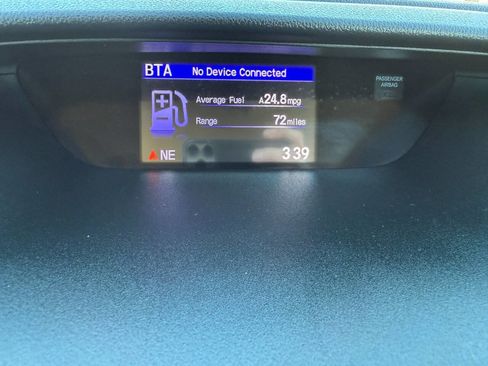 BTA No Device Connected
PASSENGER
AIRBAG
Average Fuel A24.8mpg
Range 72miles
NE 3:39